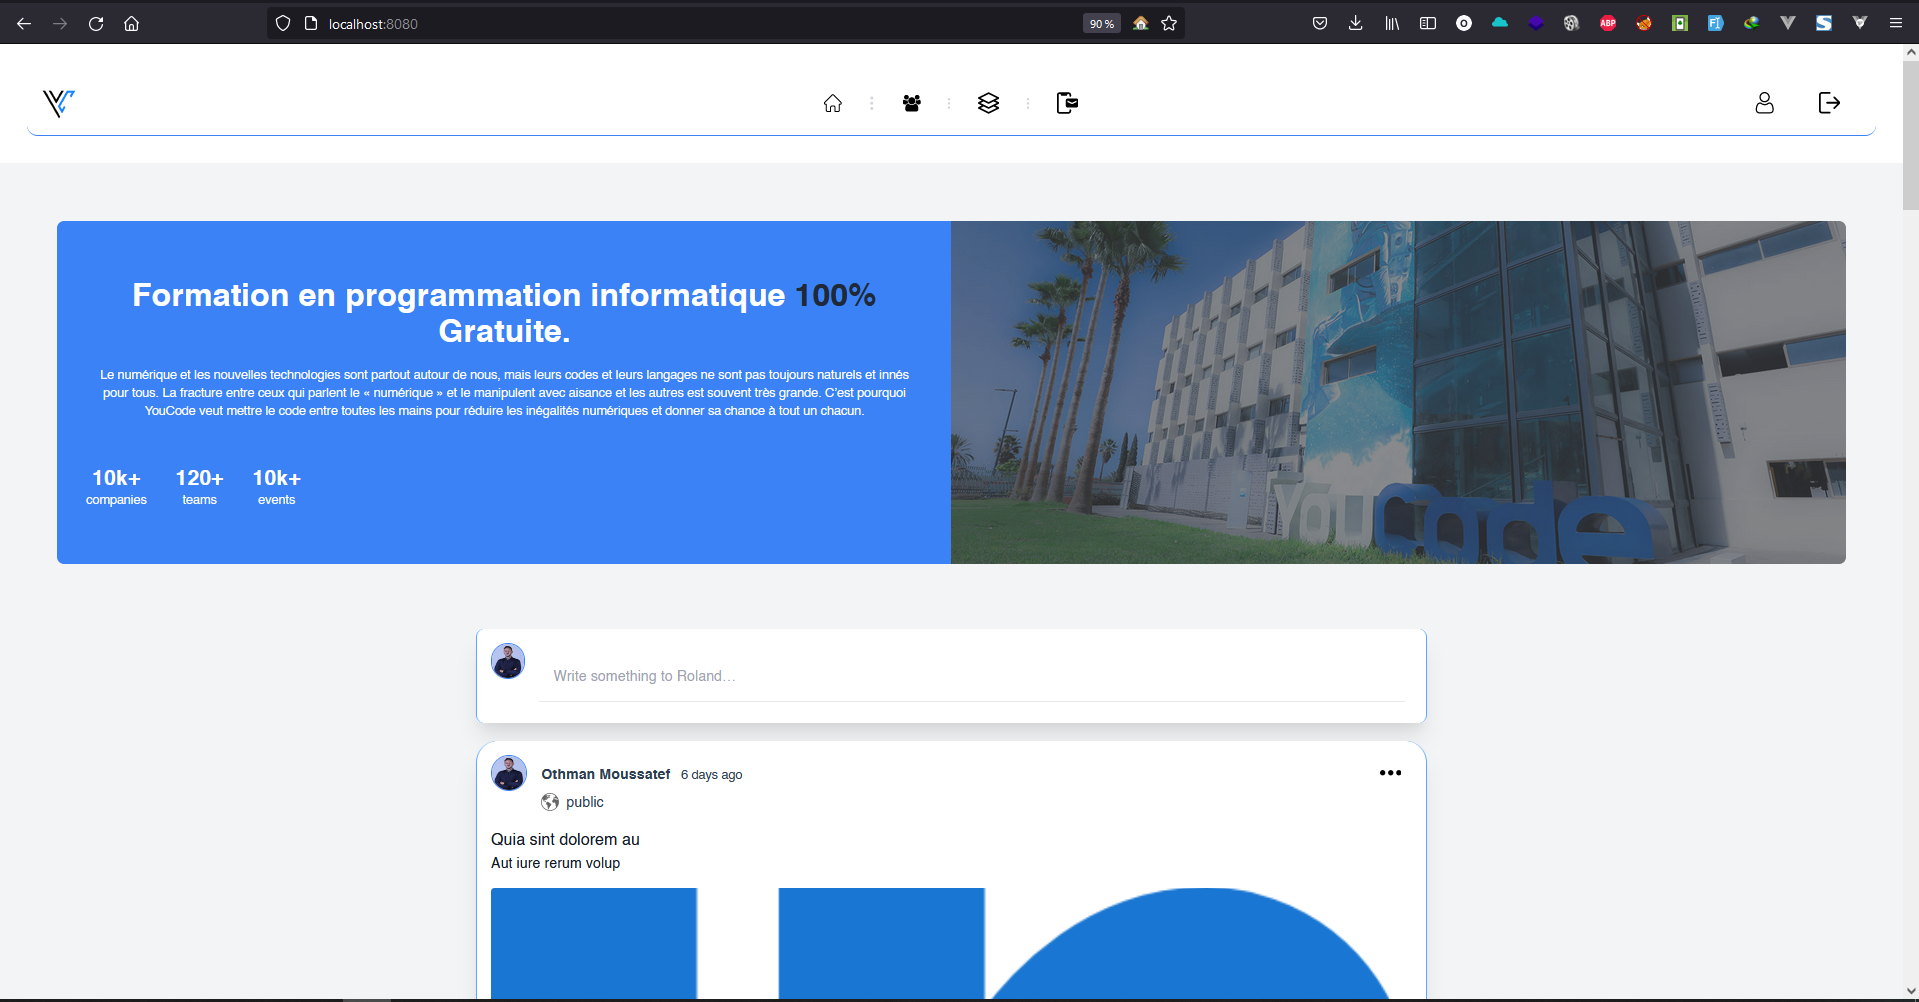 localhost:8080
90 %
ABP
Formation en programmation informatique 100%
Gratuite.
Le numérique et les nouvelles technologies sont partout autour de nous, mais leurs codes et leurs langages ne sont pas toujours naturels et innés
pour tous. La fracture entre ceux qui parlent le « numérique » et le manipulent avec aisance et les autres est souvent très grande. C’est pourquoi
YouCode veut mettre le code entre toutes les mains pour réduire les inégalités numériques et donner sa chance à tout un chacun.
10k+ 120+ 10k+
companies teams events
YouCode
Write something to Roland…
Othman Moussatef 6 days ago
public
Quia sint dolorem au
Aut iure rerum volup